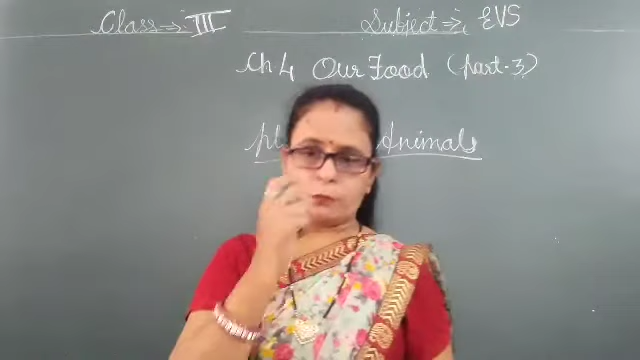 Class => III Subject => EVS
Ch 4 Our Food (part-3)
Animals